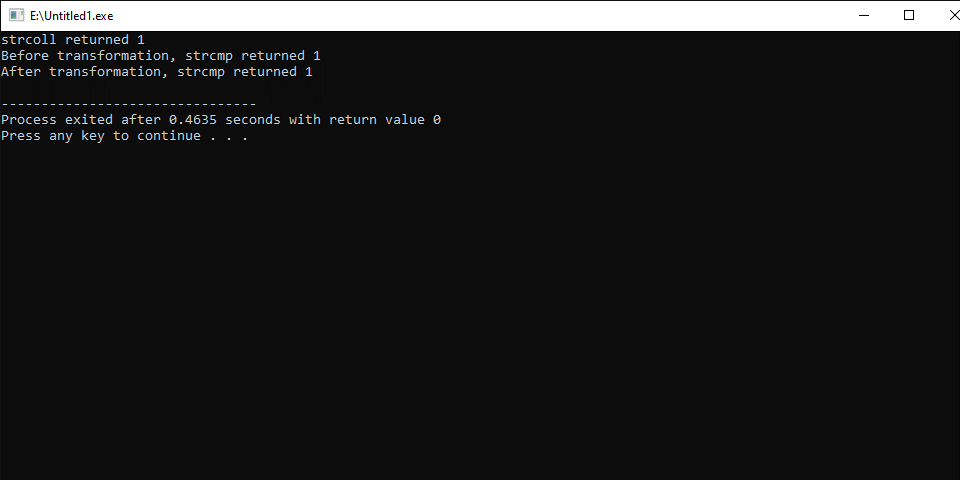 E:\Untitled1.exe
strcoll returned 1
Before transformation, strcmp returned 1
After transformation, strcmp returned 1
--------------------------------
Process exited after 0.4635 seconds with return value 0
Press any key to continue . . .